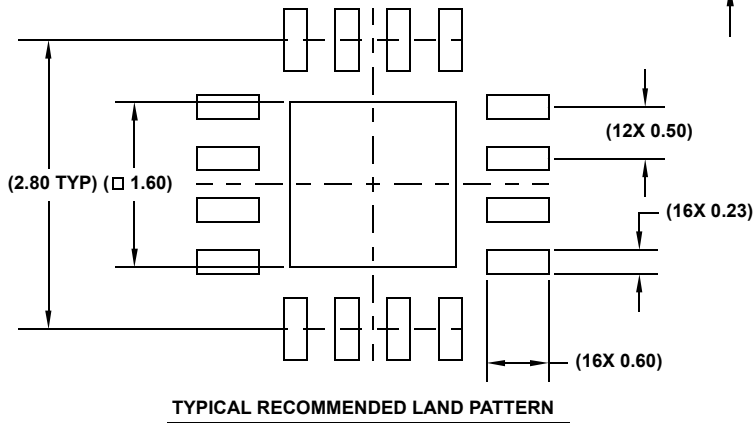 (12X 0.50)
(2.80 TYP) (□ 1.60)
(16X 0.23)
(16X 0.60)
TYPICAL RECOMMENDED LAND PATTERN